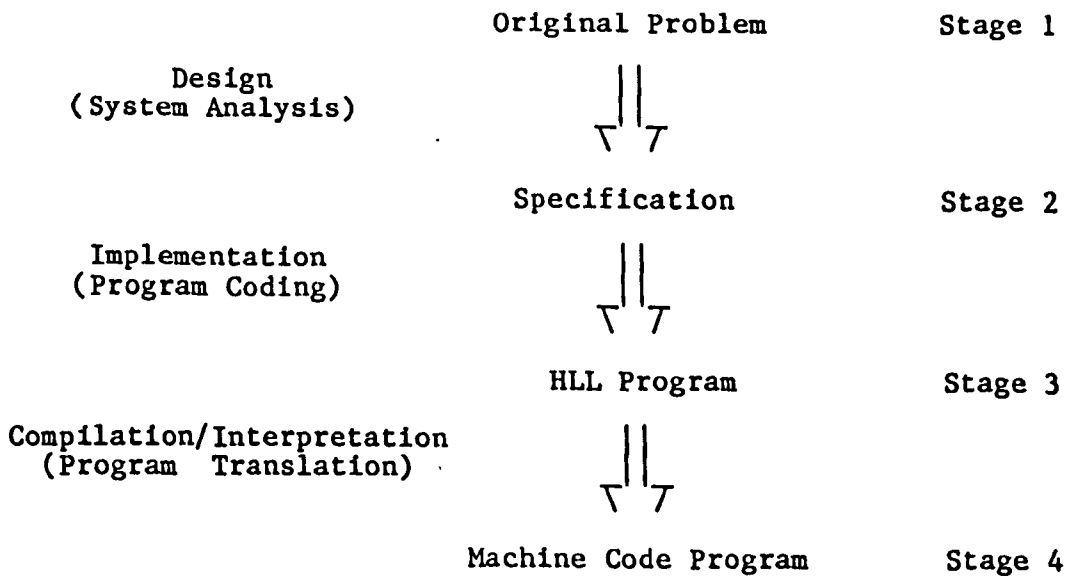 Original Problem Stage 1
Design
(System Analysis)
Specification Stage 2
Implementation
(Program Coding)
HLL Program Stage 3
Compilation/Interpretation
(Program Translation)
Machine Code Program Stage 4